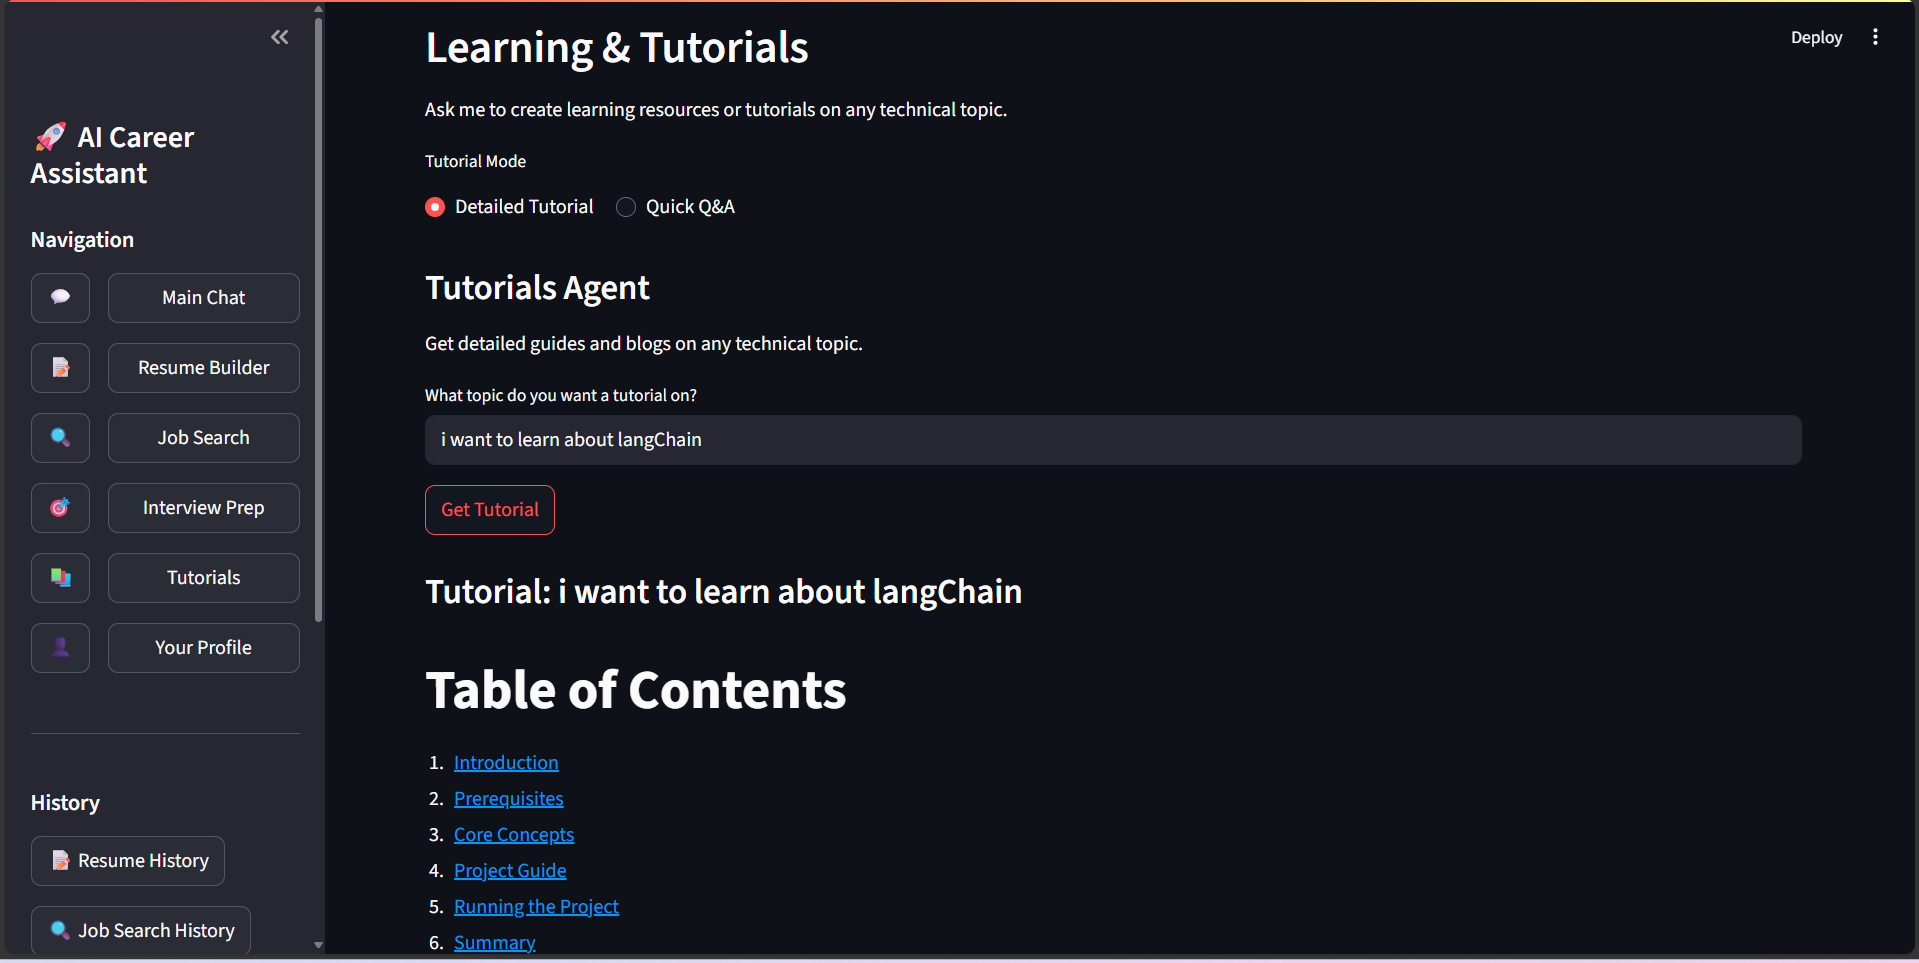 🚀 AI Career
Assistant
Navigation
Main Chat
Resume Builder
Job Search
Interview Prep
Tutorials
Your Profile
History
Resume History
Job Search History
Deploy
Learning & Tutorials
Ask me to create learning resources or tutorials on any technical topic.
Tutorial Mode
Detailed Tutorial Quick Q&A
Tutorials Agent
Get detailed guides and blogs on any technical topic.
What topic do you want a tutorial on?
i want to learn about langChain
Get Tutorial
Tutorial: i want to learn about langChain
Table of Contents
1. Introduction
2. Prerequisites
3. Core Concepts
4. Project Guide
5. Running the Project
6. Summary